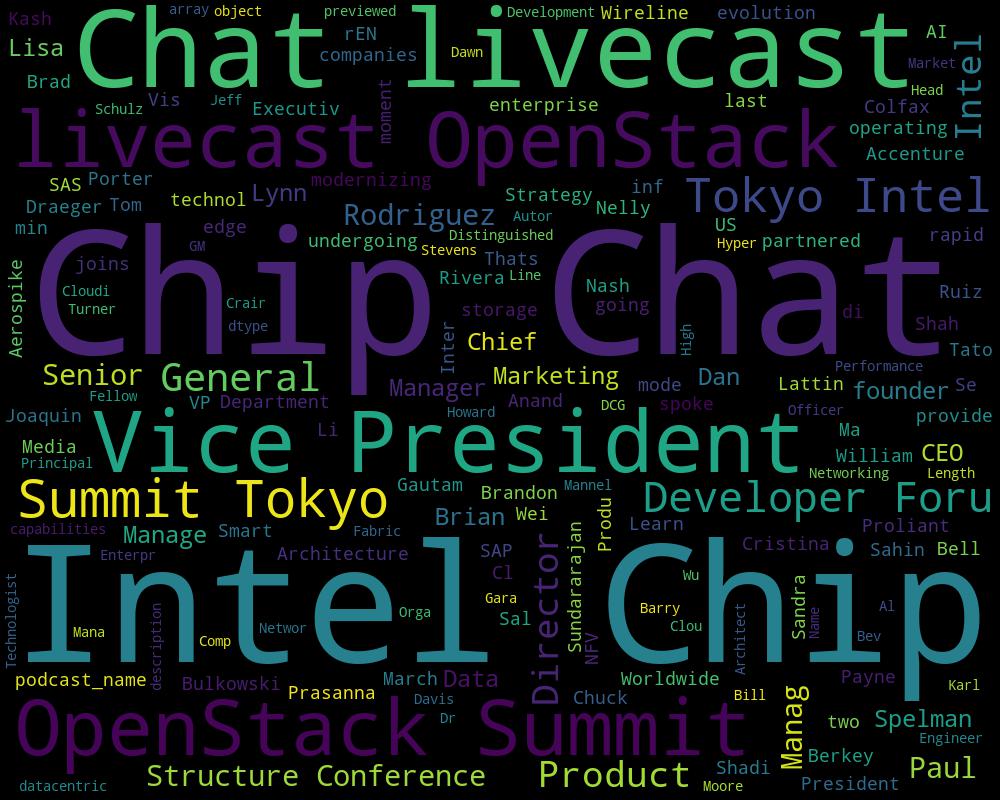 Kash array object previewed Development Wireline evolution
Chat livecast
rEN AI
Lisa companies Dawn Intel
Brad Market
Head
Schulz Vis Jeff Executiv moment enterprise last Colfax
livecast OpenStack
operating
Accenture
SAS Porter modernizing inf
technol Lynn Strategy Tokyo Intel
Draeger Tom Rodriguez Autor Nelly
min edge Distinguished US rapid
GM undergoing Stevens Hyper partnered
joins Thats
Chip Chat
Aerospike Cloudi Rivera Line Nash Ruiz
Turner Crair storage going di Shah
dtype Inter Chief High Tato
Senior General Marketing Dan Performance
Fellow Manager mode Lattin founder Se
VP Department Anand DCG spoke Officer
Joaquin Li Howard provide
Vice President
Media Ma
Principal William CEO
Networking Length
Summit Tokyo Gautam Brandon Mannel Developer Foru
capabilities Manage Smart Fabric Brian Wei Produ Learn Proliant
Enterpr Architecture SAP Cristina Sahin Bell
Intel Chip
Technologist Cl Director Sundararajan Wu Sandra
Mana description Comp Networ Orga Gara Sal NFV Barry Clou Architect Name Al Bev
podcast_name Bulkowski Prasanna March Data Worldwide Payne Karl
Davis Chuck Bill Manag
OpenStack Summit
Dr two Spelman
Engineer
Berkey
datacentric Structure Conference Product Shadi Paul
Moore President